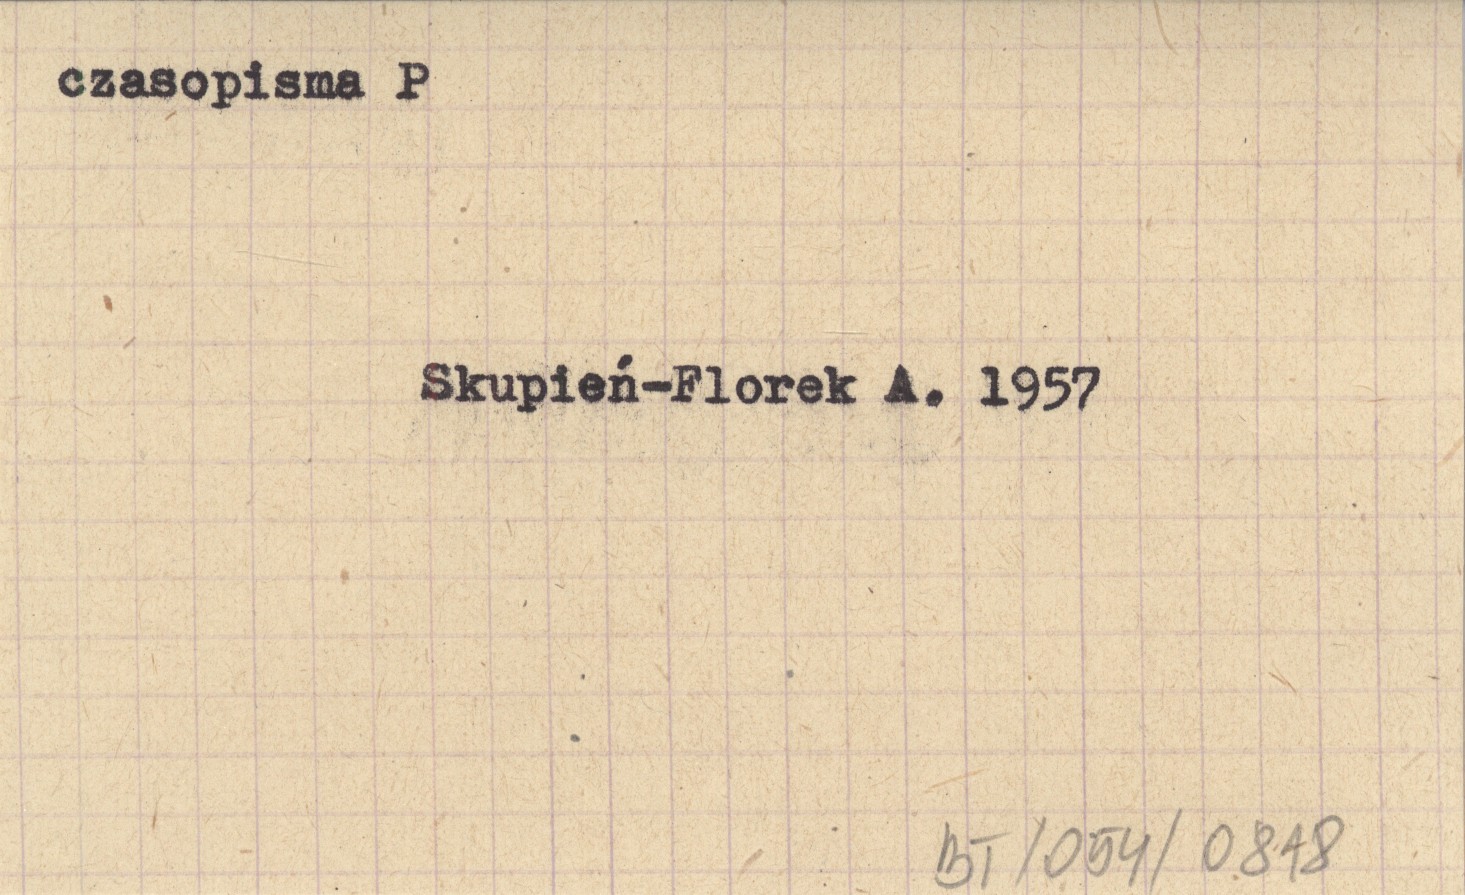 czasopisma P
Skupień-Florek A. 1957
BT/054/0848